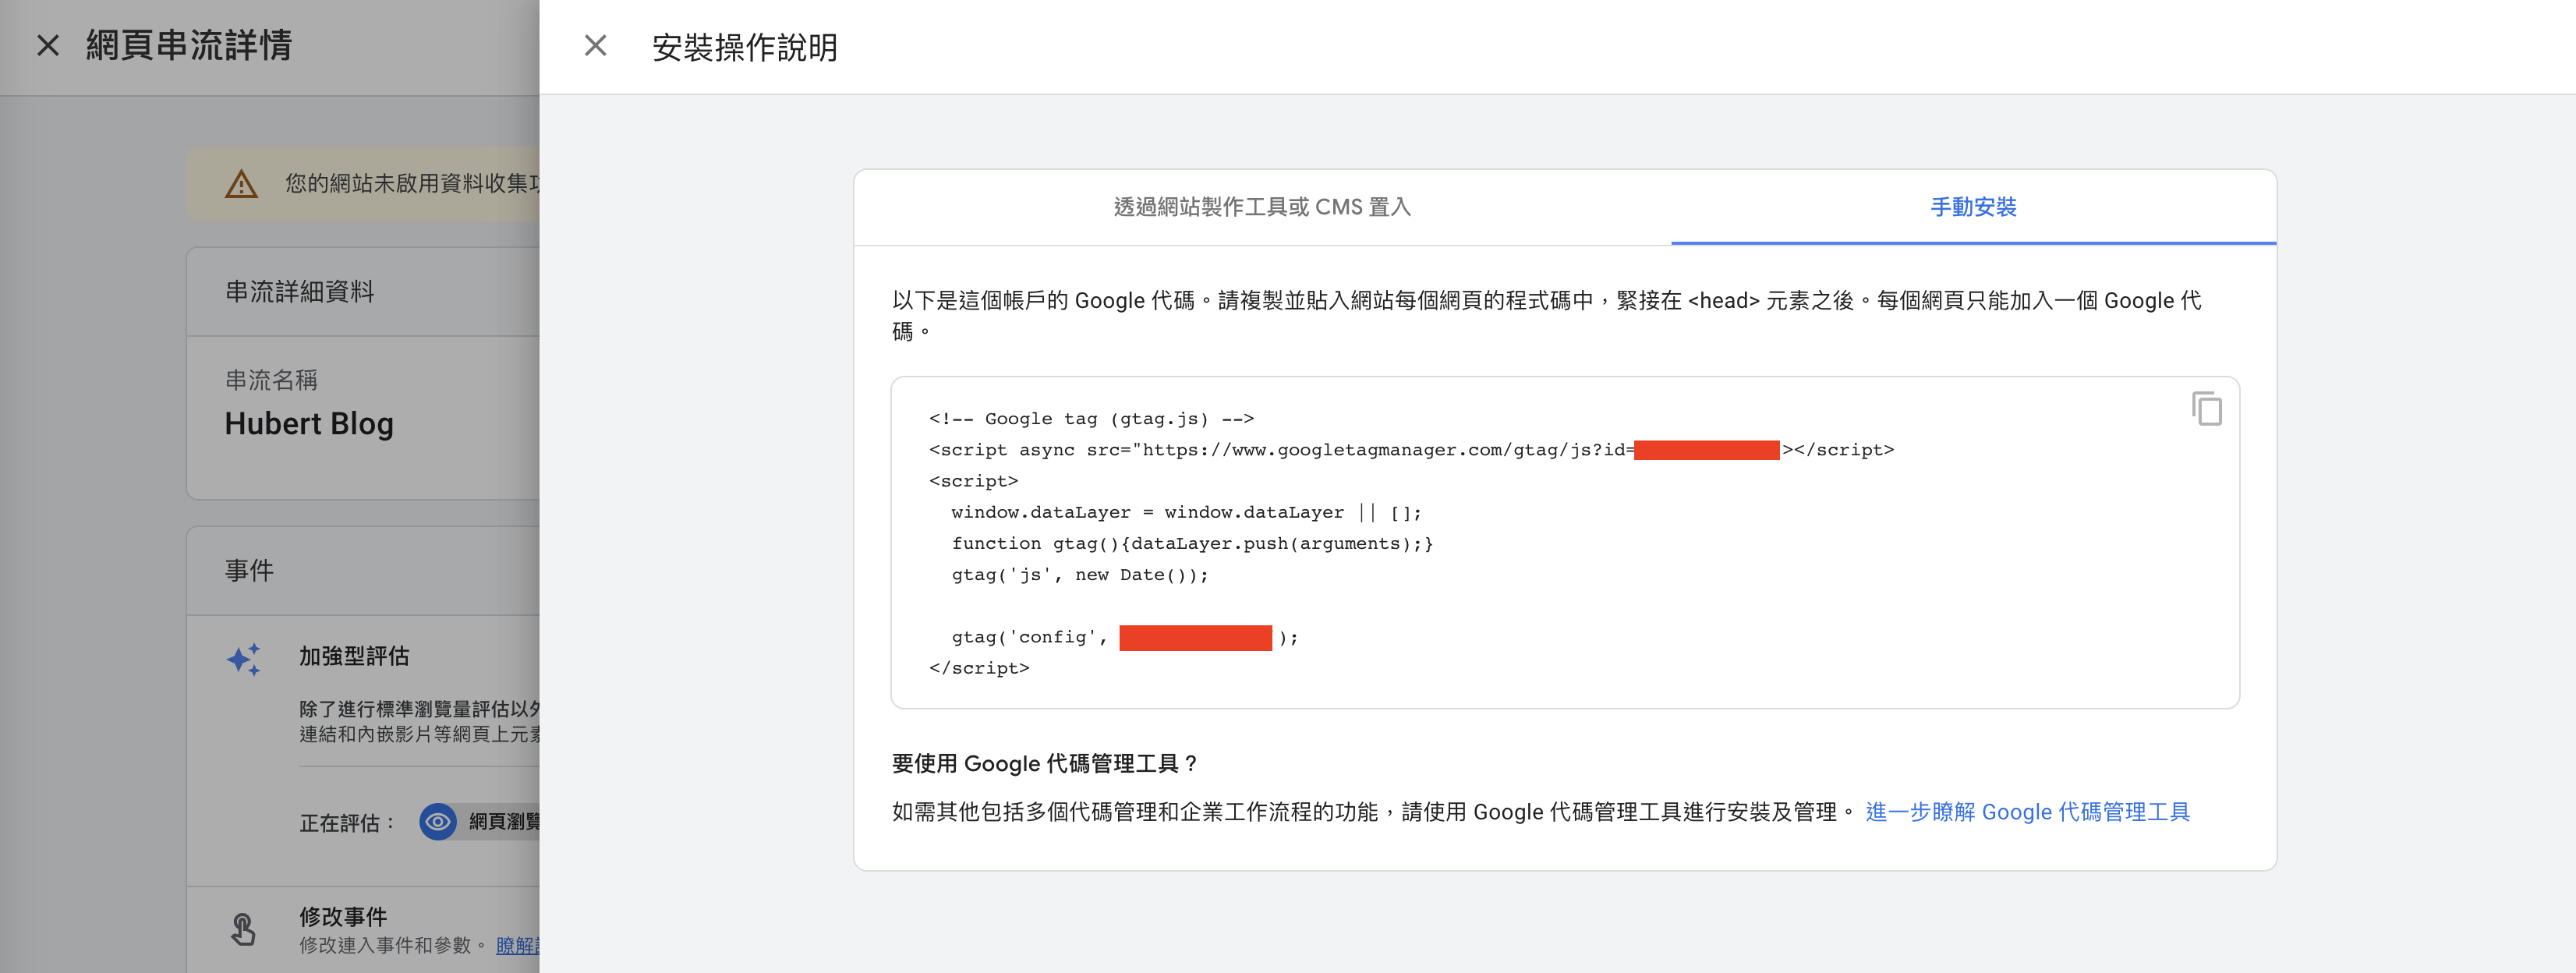 網頁串流詳情
您的網站未啟用資料收集
串流詳細資料
串流名稱
Hubert Blog
事件
加強型評估
除了進行標準瀏覽量評估以外
連結和內嵌影片等網頁上元素
正在評估：
網頁瀏覽
修改事件
修改連入事件和參數。 瞭解
安裝操作說明
透過網站製作工具或 CMS 置入
手動安裝
以下是這個帳戶的 Google 代碼。請複製並貼入網站每個網頁的程式碼中，緊接在 <head> 元素之後。每個網頁只能加入一個 Google 代
碼。
<!-- Google tag (gtag.js) -->
<script async src="https://www.googletagmanager.com/gtag/js?id= ></script>
<script>
window.dataLayer = window.dataLayer || [];
function gtag(){dataLayer.push(arguments);}
gtag('js', new Date());
gtag('config', );
</script>
要使用 Google 代碼管理工具？
如需其他包括多個代碼管理和企業工作流程的功能，請使用 Google 代碼管理工具進行安裝及管理。 進一步瞭解 Google 代碼管理工具